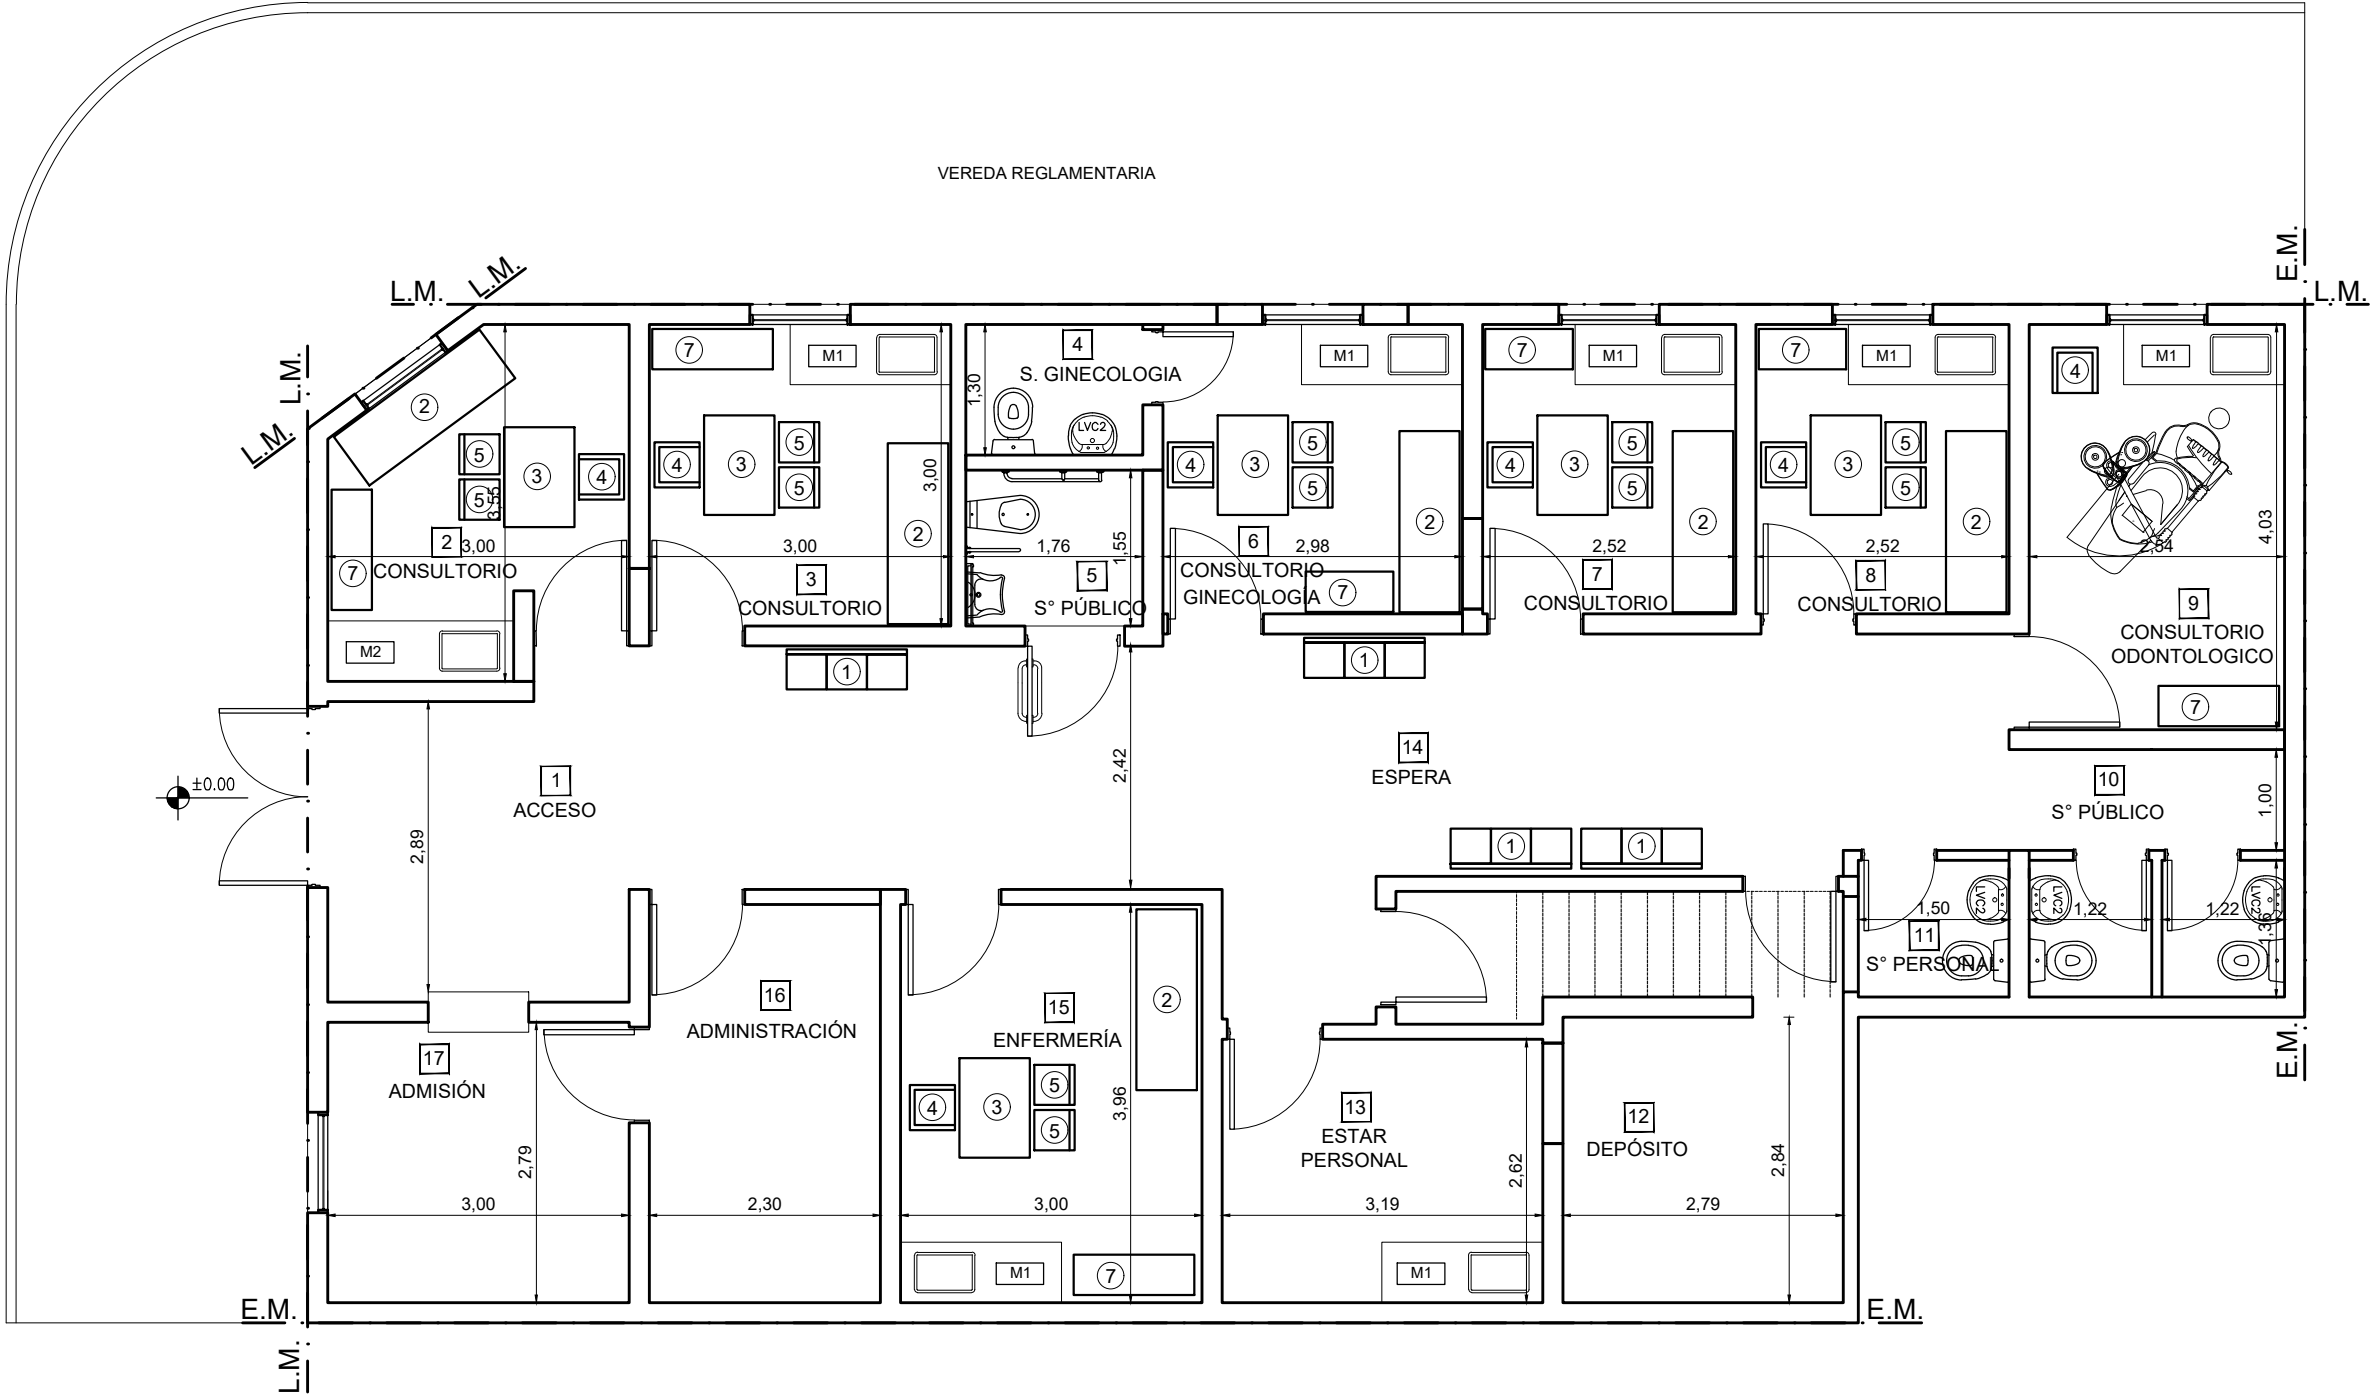 VEREDA REGLAMENTARIA
E.M.
L.M.
L.M.
L.M.
L.M.
L.M.
2
5
5
3
4
3,55
2
3,00
CONSULTORIO
7
M2
7
M1
4
3
5
5
3,00
2
3,00
3
CONSULTORIO
4
S. GINECOLOGIA
1,30
LVC2
1,76
1,55
5
S° PÚBLICO
M1
4
3
5
5
2
6
2,98
CONSULTORIO
GINECOLOGÍA
7
7
M1
4
3
5
5
2
2,52
7
CONSULTORIO
7
M1
4
3
5
5
2
2,52
8
CONSULTORIO
4
M1
4,03
2,54
9
CONSULTORIO
ODONTOLOGICO
7
1
1
±0.00
1
ACCESO
2,89
2,42
14
ESPERA
1
1
10
S° PÚBLICO
1,00
1,50
LVC2
11
S° PERSONAL
LVC2
1,22
1,22
LVC2
17
ADMISIÓN
2,79
3,00
16
ADMINISTRACIÓN
2,30
15
ENFERMERÍA
2
4
3
5
5
3,96
3,00
M1
7
13
ESTAR
PERSONAL
2,62
3,19
M1
12
DEPÓSITO
2,84
2,79
E.M.
E.M.
E.M.
L.M.